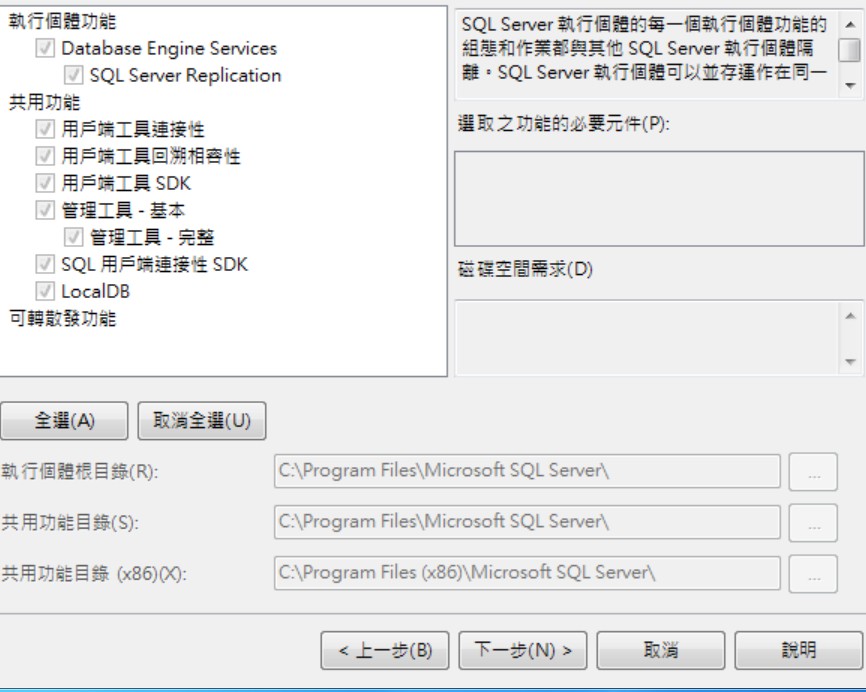 執行個體功能
Database Engine Services
SQL Server Replication
共用功能
用戶端工具連接性
用戶端工具回溯相容性
用戶端工具 SDK
管理工具 - 基本
管理工具 - 完整
SQL 用戶端連接性 SDK
LocalDB
可轉散發功能
SQL Server 執行個體的每一個執行個體功能的
組態和作業都與其他 SQL Server 執行個體隔
離。SQL Server 執行個體可以並存運作在同一
選取之功能的必要元件(P):
磁碟空間需求(D)
全選(A) 取消全選(U)
執行個體根目錄(R): C:\Program Files\Microsoft SQL Server\ ...
共用功能目錄(S): C:\Program Files\Microsoft SQL Server\ ...
共用功能目錄 (x86)(X): C:\Program Files (x86)\Microsoft SQL Server\ ...
< 上一步(B) 下一步(N) > 取消 說明